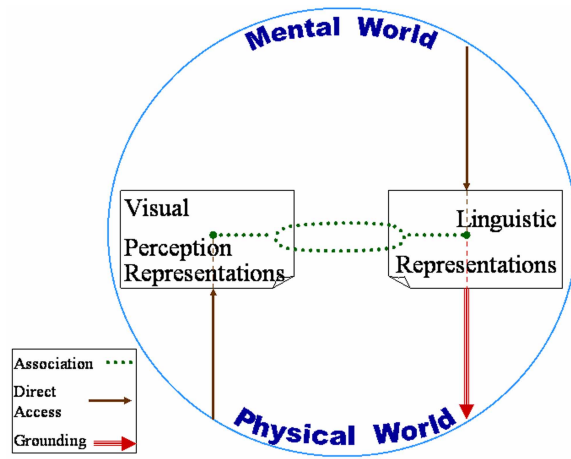 Mental World
Visual
Perception
Representations
Linguistic
Representations
Association
Direct
Access
Grounding
Physical World